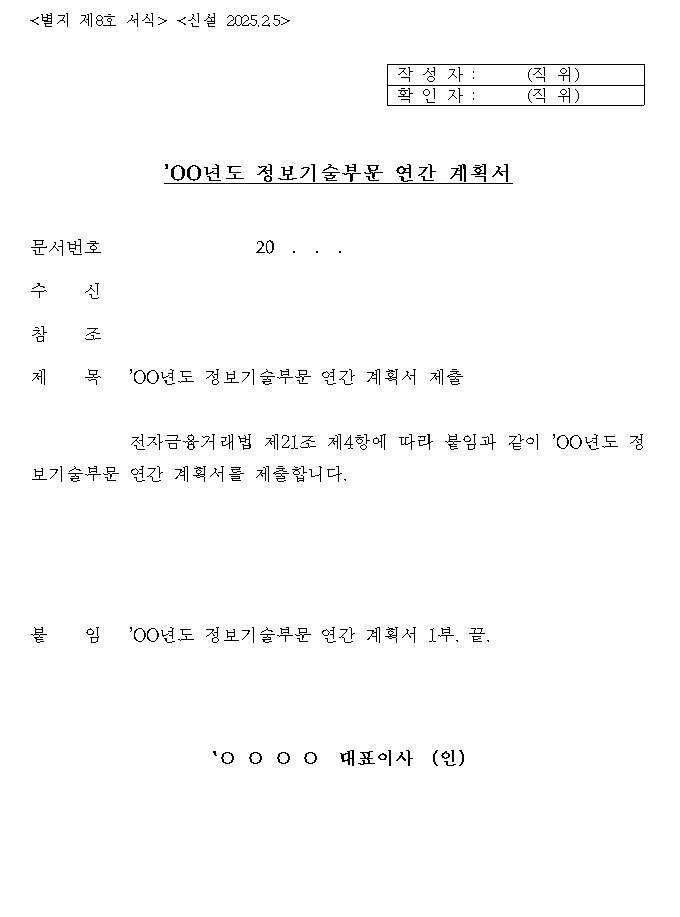 <별지 제8호 서식> <신설 2025.2.5>
작 성 자 : (직 위)
확 인 자 : (직 위)
’OO년도 정보기술부문 연간 계획서
문서번호 20 . . .
수 신
참 조
제 목 ’OO년도 정보기술부문 연간 계획서 제출
전자금융거래법 제21조 제4항에 따라 붙임과 같이 ’OO년도 정
보기술부문 연간 계획서를 제출합니다.
붙 임 ’OO년도 정보기술부문 연간 계획서 1부. 끝.
‘O O O O 대표이사 (인)